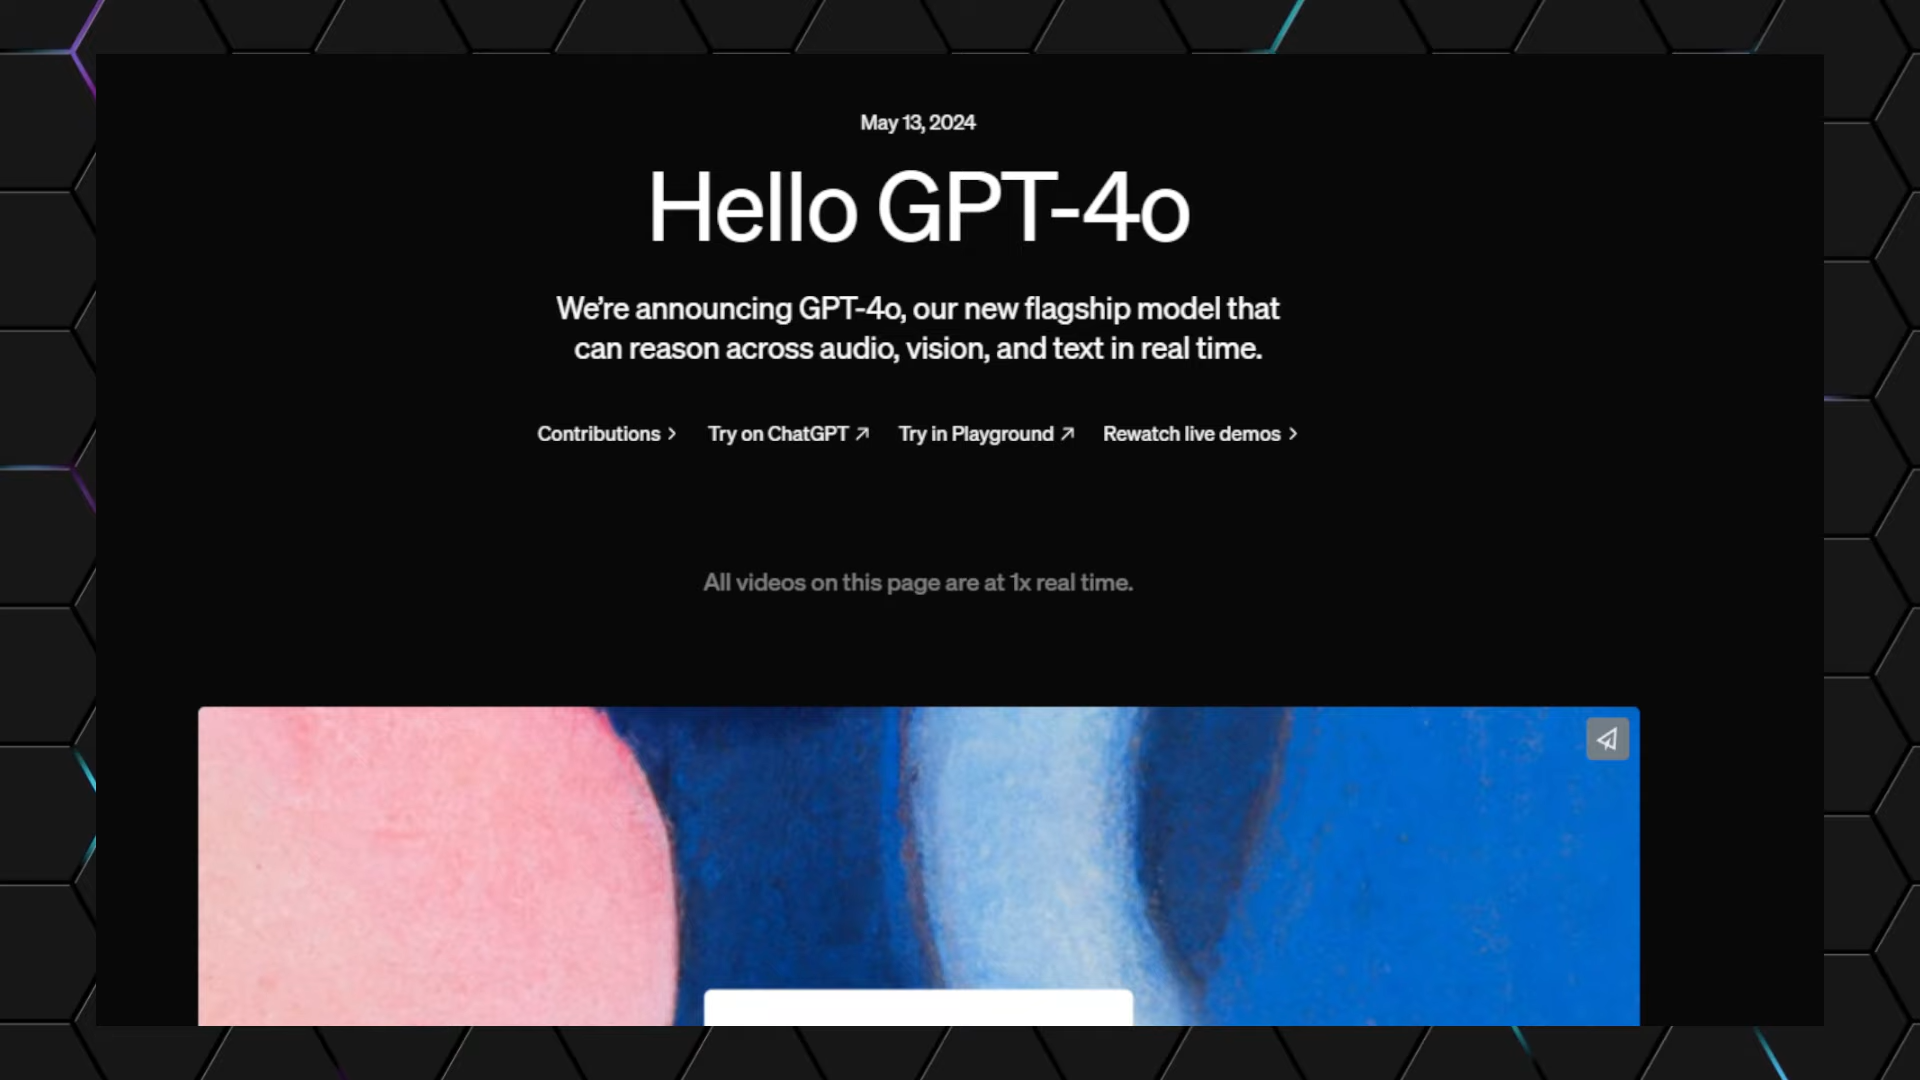 May 13, 2024
Hello GPT-4o
We're announcing GPT-4o, our new flagship model that
can reason across audio, vision, and text in real time.
Contributions Try on ChatGPT Try in Playground Rewatch live demos
All videos on this page are at 1x real time.